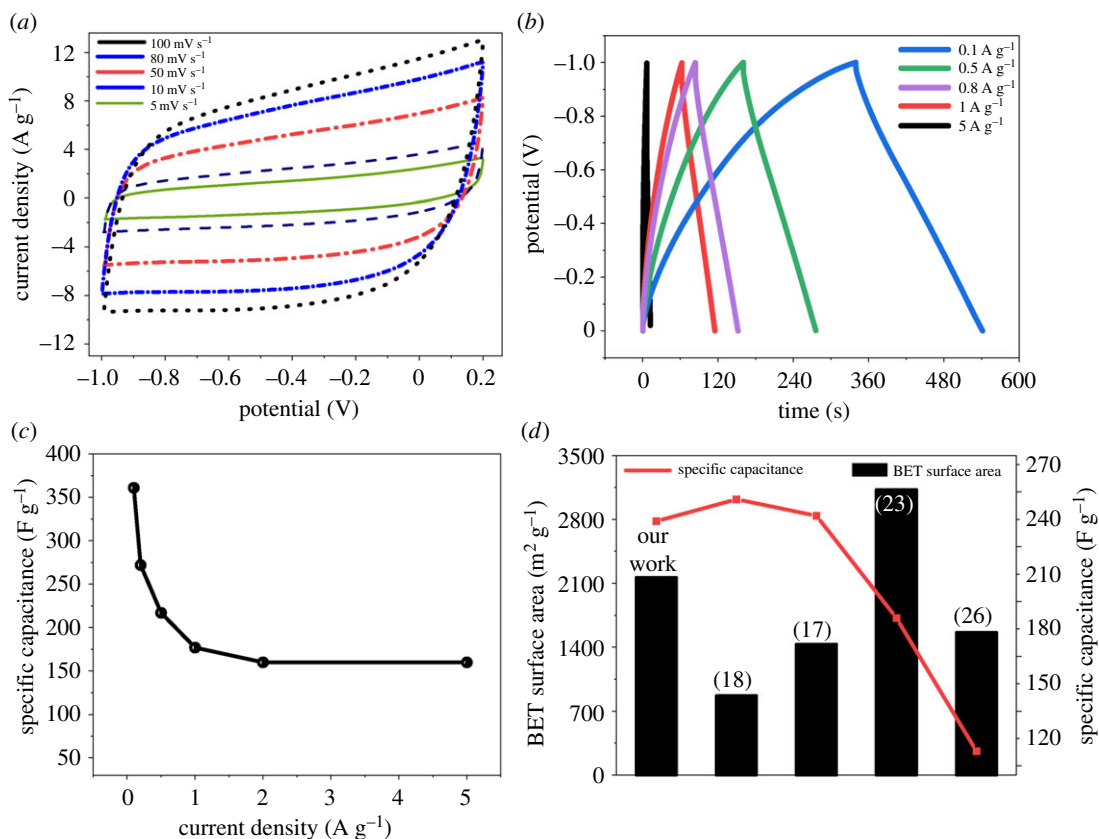 (a)
12
8
4
0
–4
–8
–12
current density (A g⁻¹)
100 mV s⁻¹
80 mV s⁻¹
50 mV s⁻¹
10 mV s⁻¹
5 mV s⁻¹
–1.0 –0.8 –0.6 –0.4 –0.2 0 0.2
potential (V)
(b)
–1.0
–0.8
–0.6
–0.4
–0.2
0
potential (V)
0.1 A g⁻¹
0.5 A g⁻¹
0.8 A g⁻¹
1 A g⁻¹
5 A g⁻¹
0 120 240 360 480 600
time (s)
(c)
400
350
300
250
200
150
100
50
specific capacitance (F g⁻¹)
0 1 2 3 4 5
current density (A g⁻¹)
(d)
3500
2800
2100
1400
700
0
BET surface area (m² g⁻¹)
specific capacitance
BET surface area
our
work
(18)
(17)
(23)
(26)
270
240
210
180
150
120
specific capacitance (F g⁻¹)